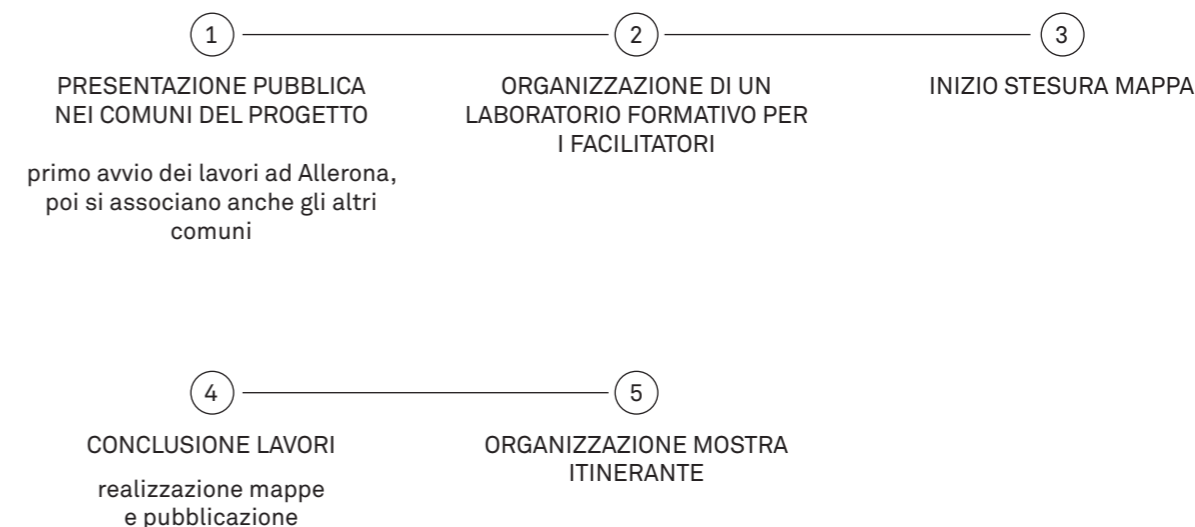 1
PRESENTAZIONE PUBBLICA
NEI COMUNI DEL PROGETTO
primo avvio dei lavori ad Allerona,
poi si associano anche gli altri
comuni
2
ORGANIZZAZIONE DI UN
LABORATORIO FORMATIVO PER
I FACILITATORI
3
INIZIO STESURA MAPPA
4
CONCLUSIONE LAVORI
realizzazione mappe
e pubblicazione
5
ORGANIZZAZIONE MOSTRA
ITINERANTE